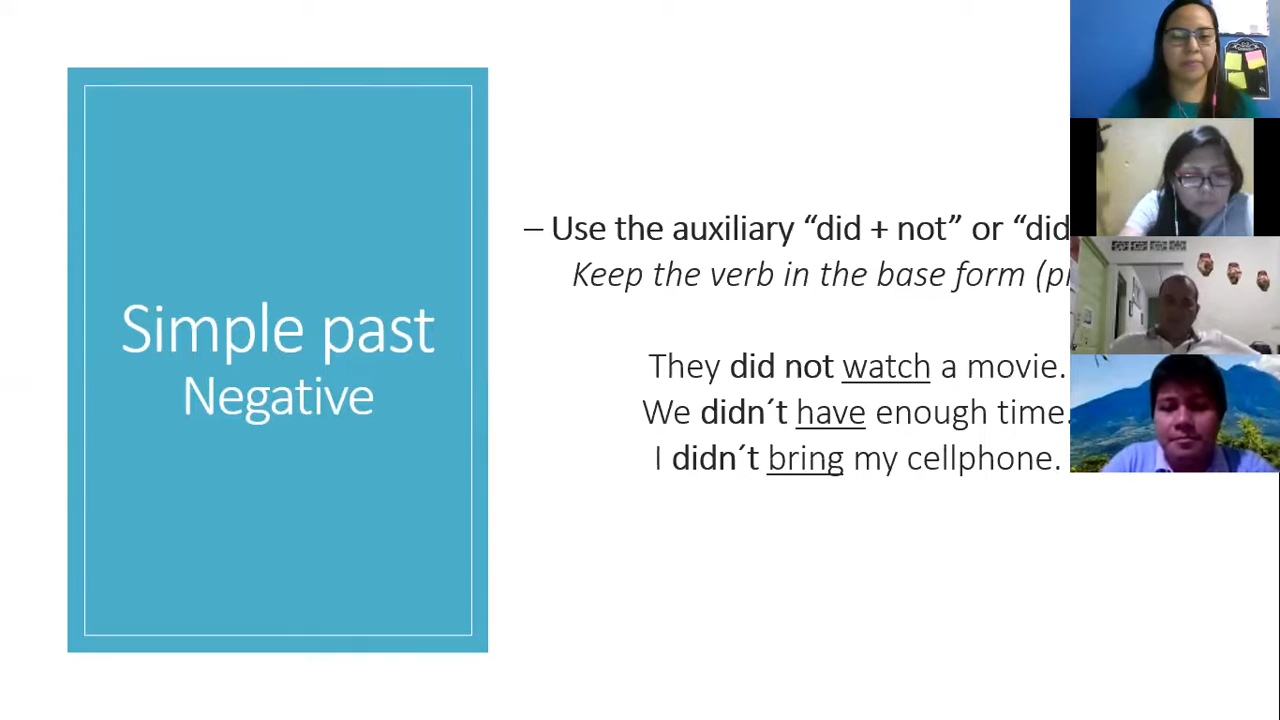 Simple past
Negative
– Use the auxiliary “did + not” or “did
Keep the verb in the base form (pr
They did not watch a movie.
We didn´t have enough time.
I didn´t bring my cellphone.